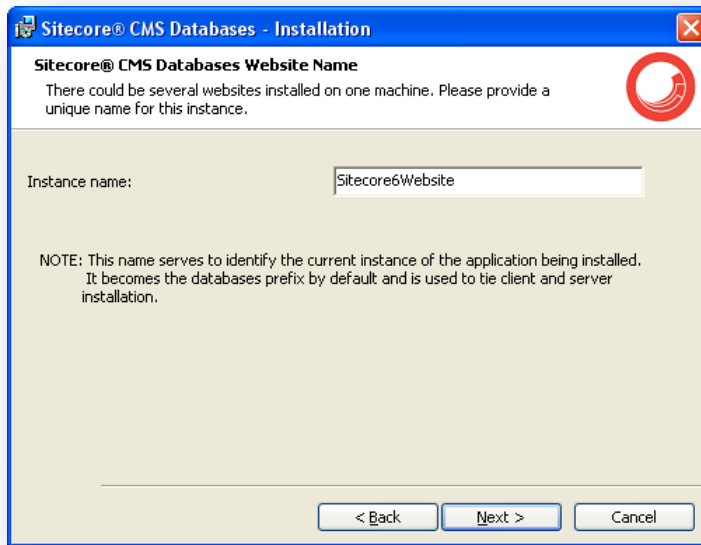 Sitecore® CMS Databases - Installation
Sitecore® CMS Databases Website Name
There could be several websites installed on one machine. Please provide a
unique name for this instance.
Instance name:
Sitecore6Website
NOTE: This name serves to identify the current instance of the application being installed.
It becomes the databases prefix by default and is used to tie client and server
installation.
< Back
Next >
Cancel